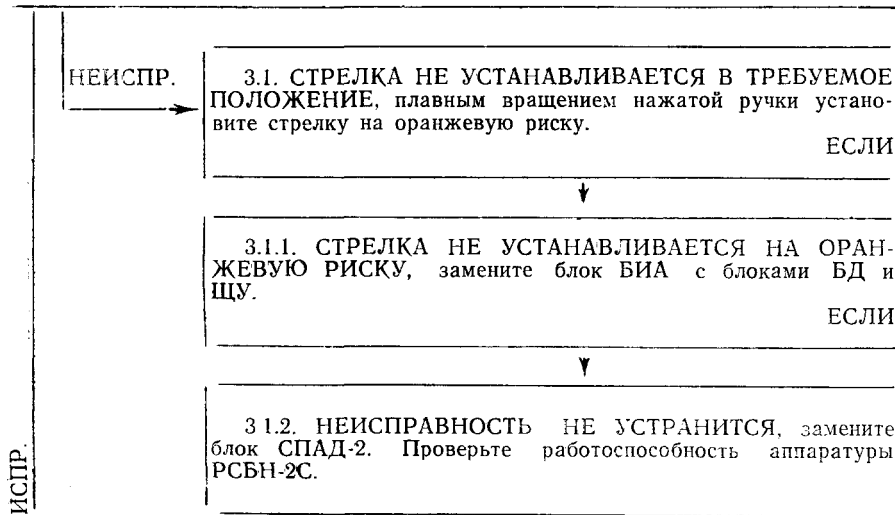 НЕИСПР.
3.1. СТРЕЛКА НЕ УСТАНАВЛИВАЕТСЯ В ТРЕБУЕМОЕ
ПОЛОЖЕНИЕ, плавным вращением нажатой ручки устано-
вите стрелку на оранжевую риску.
ЕСЛИ
3.1.1. СТРЕЛКА НЕ УСТАНАВЛИВАЕТСЯ НА ОРАН-
ЖЕВУЮ РИСКУ, замените блок БИА с блоками БД и
ЩУ.
ЕСЛИ
3 1.2. НЕИСПРАВНОСТЬ НЕ УСТРАНИТСЯ, замените
блок СПАД-2. Проверьте работоспособность аппаратуры
РСБН-2С.
ИСПР.